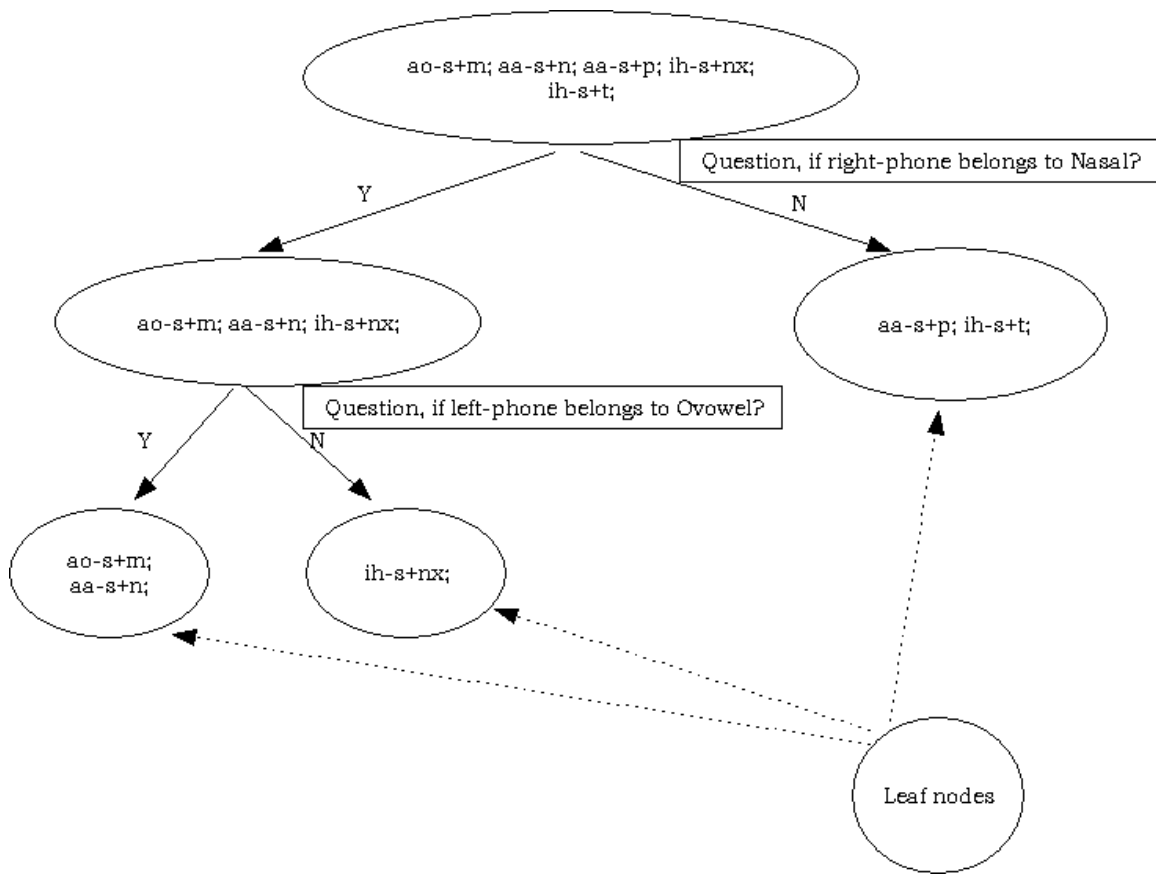 ao-s+m; aa-s+n; aa-s+p; ih-s+nx;
ih-s+t;
Question, if right-phone belongs to Nasal?
Y
N
ao-s+m; aa-s+n; ih-s+nx;
aa-s+p; ih-s+t;
Question, if left-phone belongs to Ovowel?
Y
N
ao-s+m;
aa-s+n;
ih-s+nx;
Leaf nodes